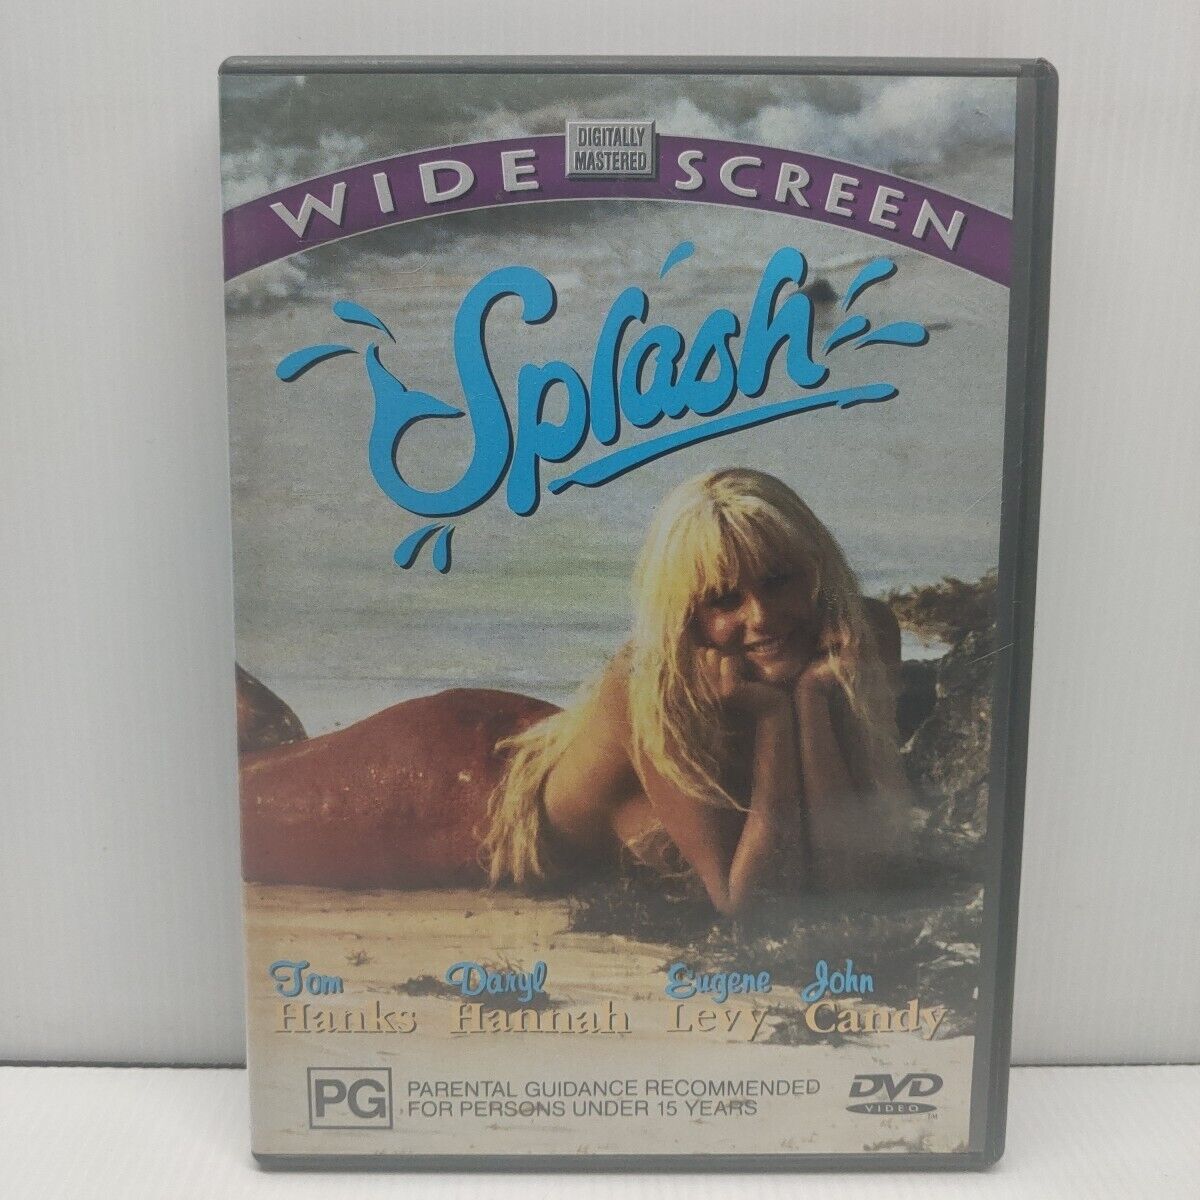 DIGITALLY
MASTERED
WIDE SCREEN
Splash
Tom Daryl Eugene John
Hanks Hannah Levy Candy
PG PARENTAL GUIDANCE RECOMMENDED
FOR PERSONS UNDER 15 YEARS
DVD
VIDEO
TM